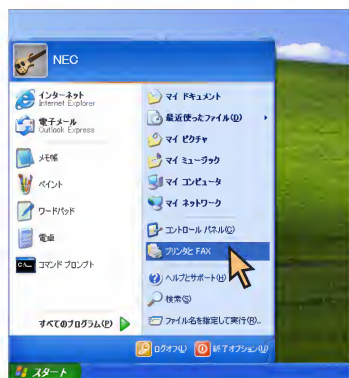 NEC
インターネット
Internet Explorer
電子メール
Outlook Express
メモ帳
ペイント
ワードパッド
電卓
コマンド プロンプト
すべてのプログラム(P)
マイ ドキュメント
最近使ったファイル(D)
マイ ピクチャ
マイ ミュージック
マイ コンピュータ
マイ ネットワーク
コントロール パネル(C)
プリンタと FAX
ヘルプとサポート(H)
検索(S)
ファイル名を指定して実行(R)...
ログオフ(L)
終了オプション(U)
スタート